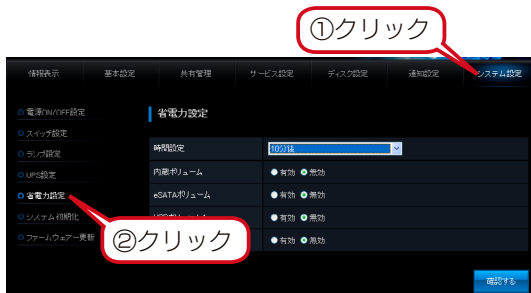 ①クリック
情報表示 基本設定 共有管理 サービス設定 ディスク設定 通知設定 システム設定
電源ON/OFF設定
スイッチ設定
ランプ設定
UPS設定
省電力設定
システム初期化
ファームウェアー更新
省電力設定
時間設定 10分後
内蔵ボリューム 有効 無効
eSATAボリューム 有効 無効
有効 無効
有効 無効
②クリック
確認する